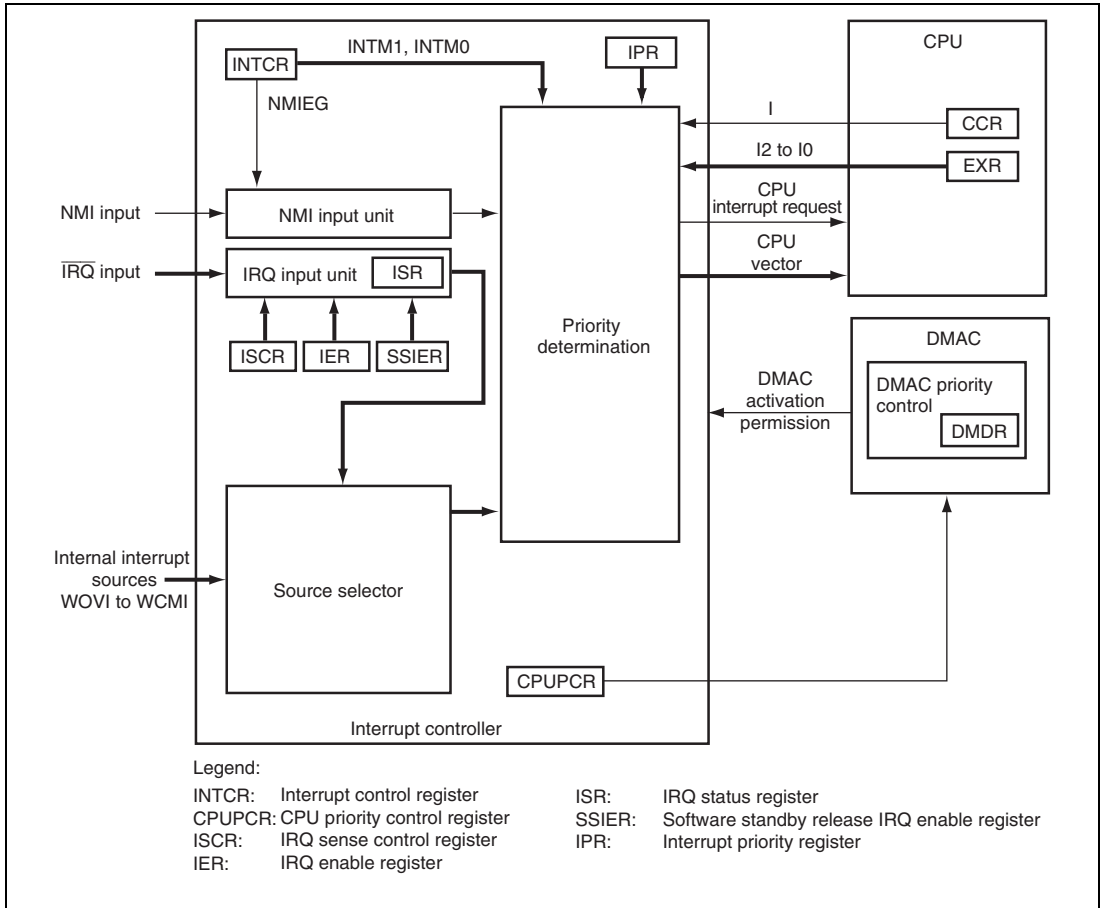 INTCR
INTM1, INTM0
IPR
CPU
NMIEG
I
CCR
I2 to I0
EXR
NMI input
NMI input unit
CPU
interrupt request
IRQ input
IRQ input unit
ISR
CPU
vector
ISCR
IER
SSIER
Priority
determination
DMAC
DMAC
activation
permission
DMAC priority
control
DMDR
Internal interrupt
sources
WOVI to WCMI
Source selector
CPUPCR
Interrupt controller
Legend:
INTCR: Interrupt control register
CPUPCR: CPU priority control register
ISCR: IRQ sense control register
IER: IRQ enable register
ISR: IRQ status register
SSIER: Software standby release IRQ enable register
IPR: Interrupt priority register